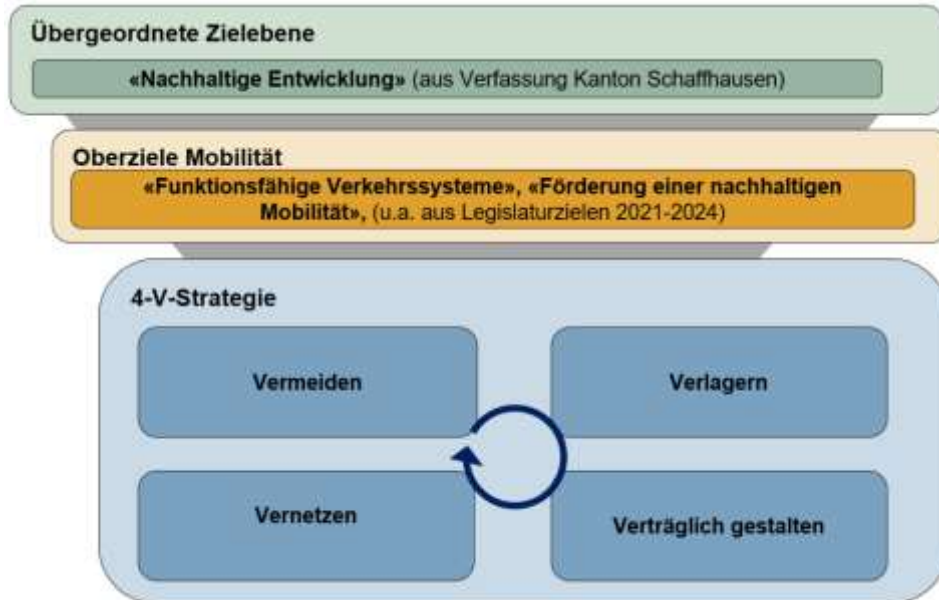 Übergeordnete Zielebene
«Nachhaltige Entwicklung» (aus Verfassung Kanton Schaffhausen)
Oberziele Mobilität
«Funktionsfähige Verkehrssysteme», «Förderung einer nachhaltigen
Mobilität», (u.a. aus Legislaturzielen 2021-2024)
4-V-Strategie
Vermeiden
Verlagern
Vernetzen
Verträglich gestalten